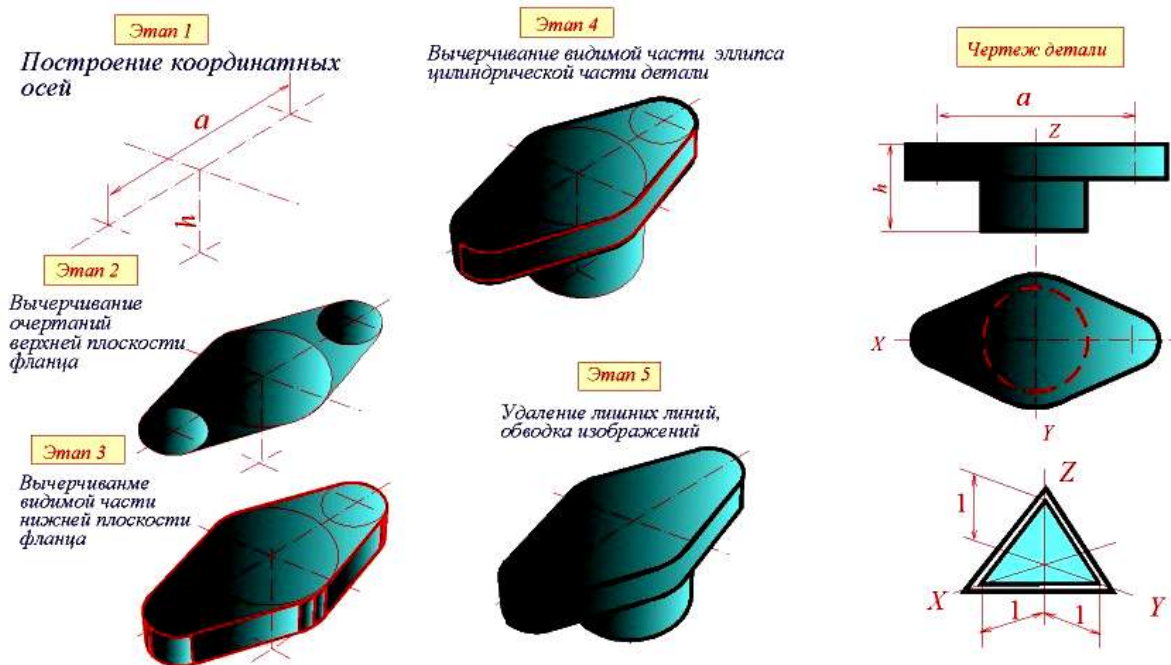 Этап 1
Построение координатных
осей
a
h
Этап 2
Вычерчивание
очертаний
верхней плоскости
фланца
Этап 3
Вычерчиванме
видимой части
нижней плоскости
фланца
Этап 4
Вычерчивание видимой части эллипса
цилиндрической части детали
Этап 5
Удаление лишних линий,
обводка изображений
Чертеж детали
a
Z
h
X
Y
Z
1
X
Y
1
1